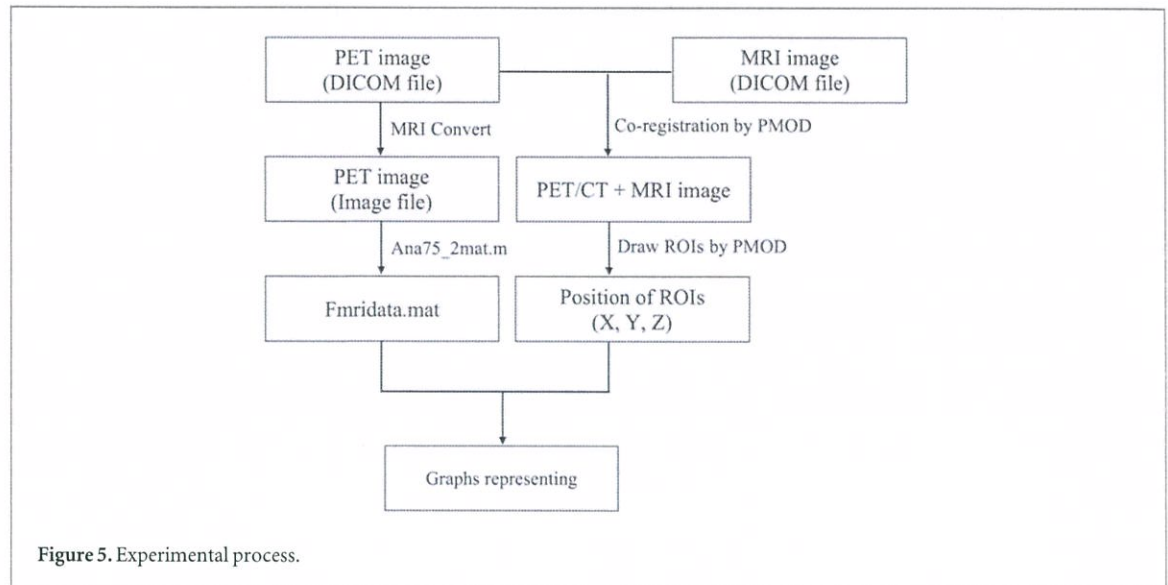 PET image
(DICOM file)
MRI image
(DICOM file)
MRI Convert
Co-registration by PMOD
PET image
(Image file)
PET/CT + MRI image
Ana75_2mat.m
Draw ROIs by PMOD
Fmridata.mat
Position of ROIs
(X, Y, Z)
Graphs representing
Figure 5. Experimental process.